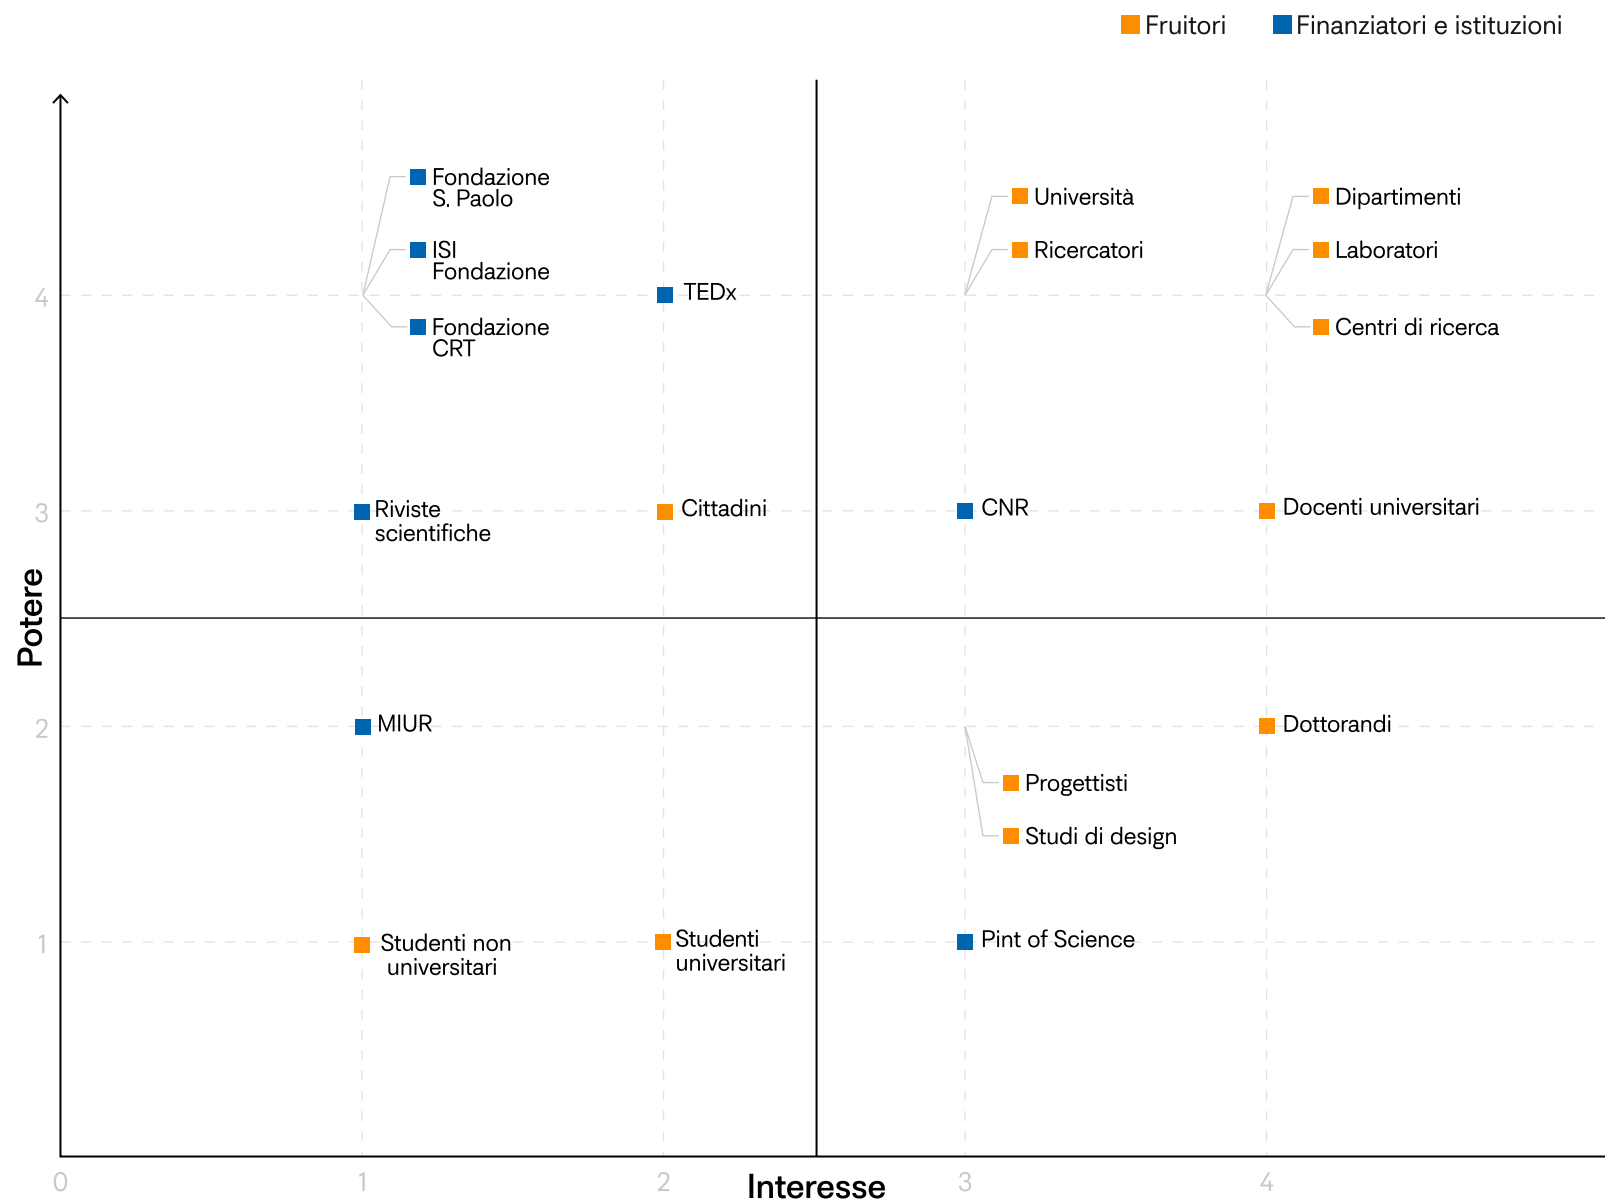 Fruitori
Finanziatori e istituzioni
Fondazione
S. Paolo
ISI
Fondazione
Fondazione
CRT
TEDx
Università
Ricercatori
Dipartimenti
Laboratori
Centri di ricerca
4
Riviste
scientifiche
Cittadini
CNR
Docenti universitari
3
Potere
MIUR
Dottorandi
2
Progettisti
Studi di design
1
Studenti non
universitari
Studenti
universitari
Pint of Science
0
1
2
Interesse
3
4